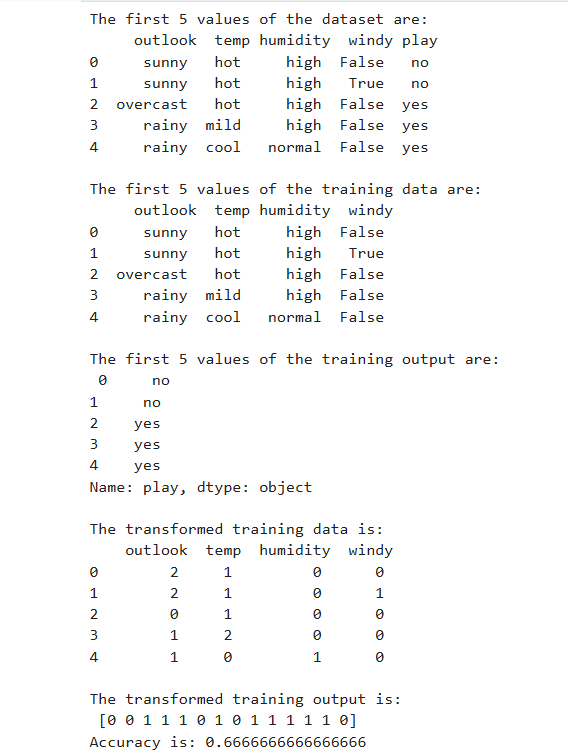 The first 5 values of the dataset are:
outlook temp humidity windy play
0 sunny hot high False no
1 sunny hot high True no
2 overcast hot high False yes
3 rainy mild high False yes
4 rainy cool normal False yes
The first 5 values of the training data are:
outlook temp humidity windy
0 sunny hot high False
1 sunny hot high True
2 overcast hot high False
3 rainy mild high False
4 rainy cool normal False
The first 5 values of the training output are:
0 no
1 no
2 yes
3 yes
4 yes
Name: play, dtype: object
The transformed training data is:
outlook temp humidity windy
0 2 1 0 0
1 2 1 0 1
2 0 1 0 0
3 1 2 0 0
4 1 0 1 0
The transformed training output is:
[0 0 1 1 1 0 1 0 1 1 1 1 1 0]
Accuracy is: 0.6666666666666666